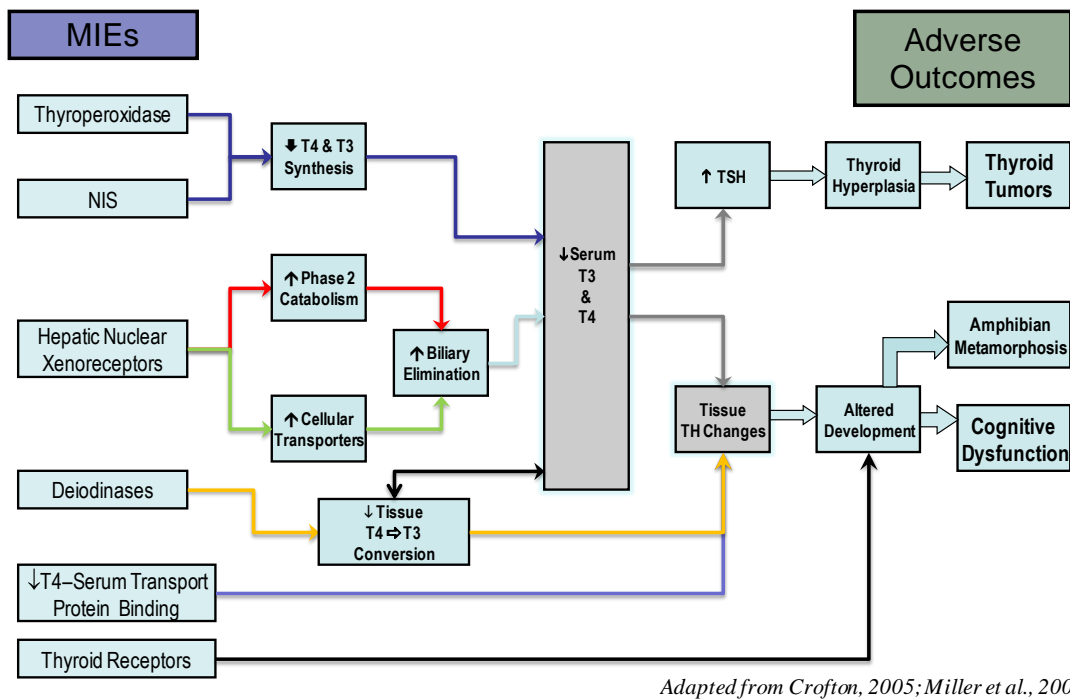 MIEs
Adverse
Outcomes
Thyroperoxidase
NIS
⬇ T4 & T3
Synthesis
Hepatic Nuclear
Xenoreceptors
↑ Phase 2
Catabolism
↑ Cellular
Transporters
↑ Biliary
Elimination
Deiodinases
↓ Tissue
T4 ⇨ T3
Conversion
↓T4–Serum Transport
Protein Binding
Thyroid Receptors
↓Serum
T3
&
T4
↑ TSH
Thyroid
Hyperplasia
Thyroid
Tumors
Tissue
TH Changes
Altered
Development
Amphibian
Metamorphosis
Cognitive
Dysfunction
Adapted from Crofton, 2005; Miller et al., 200